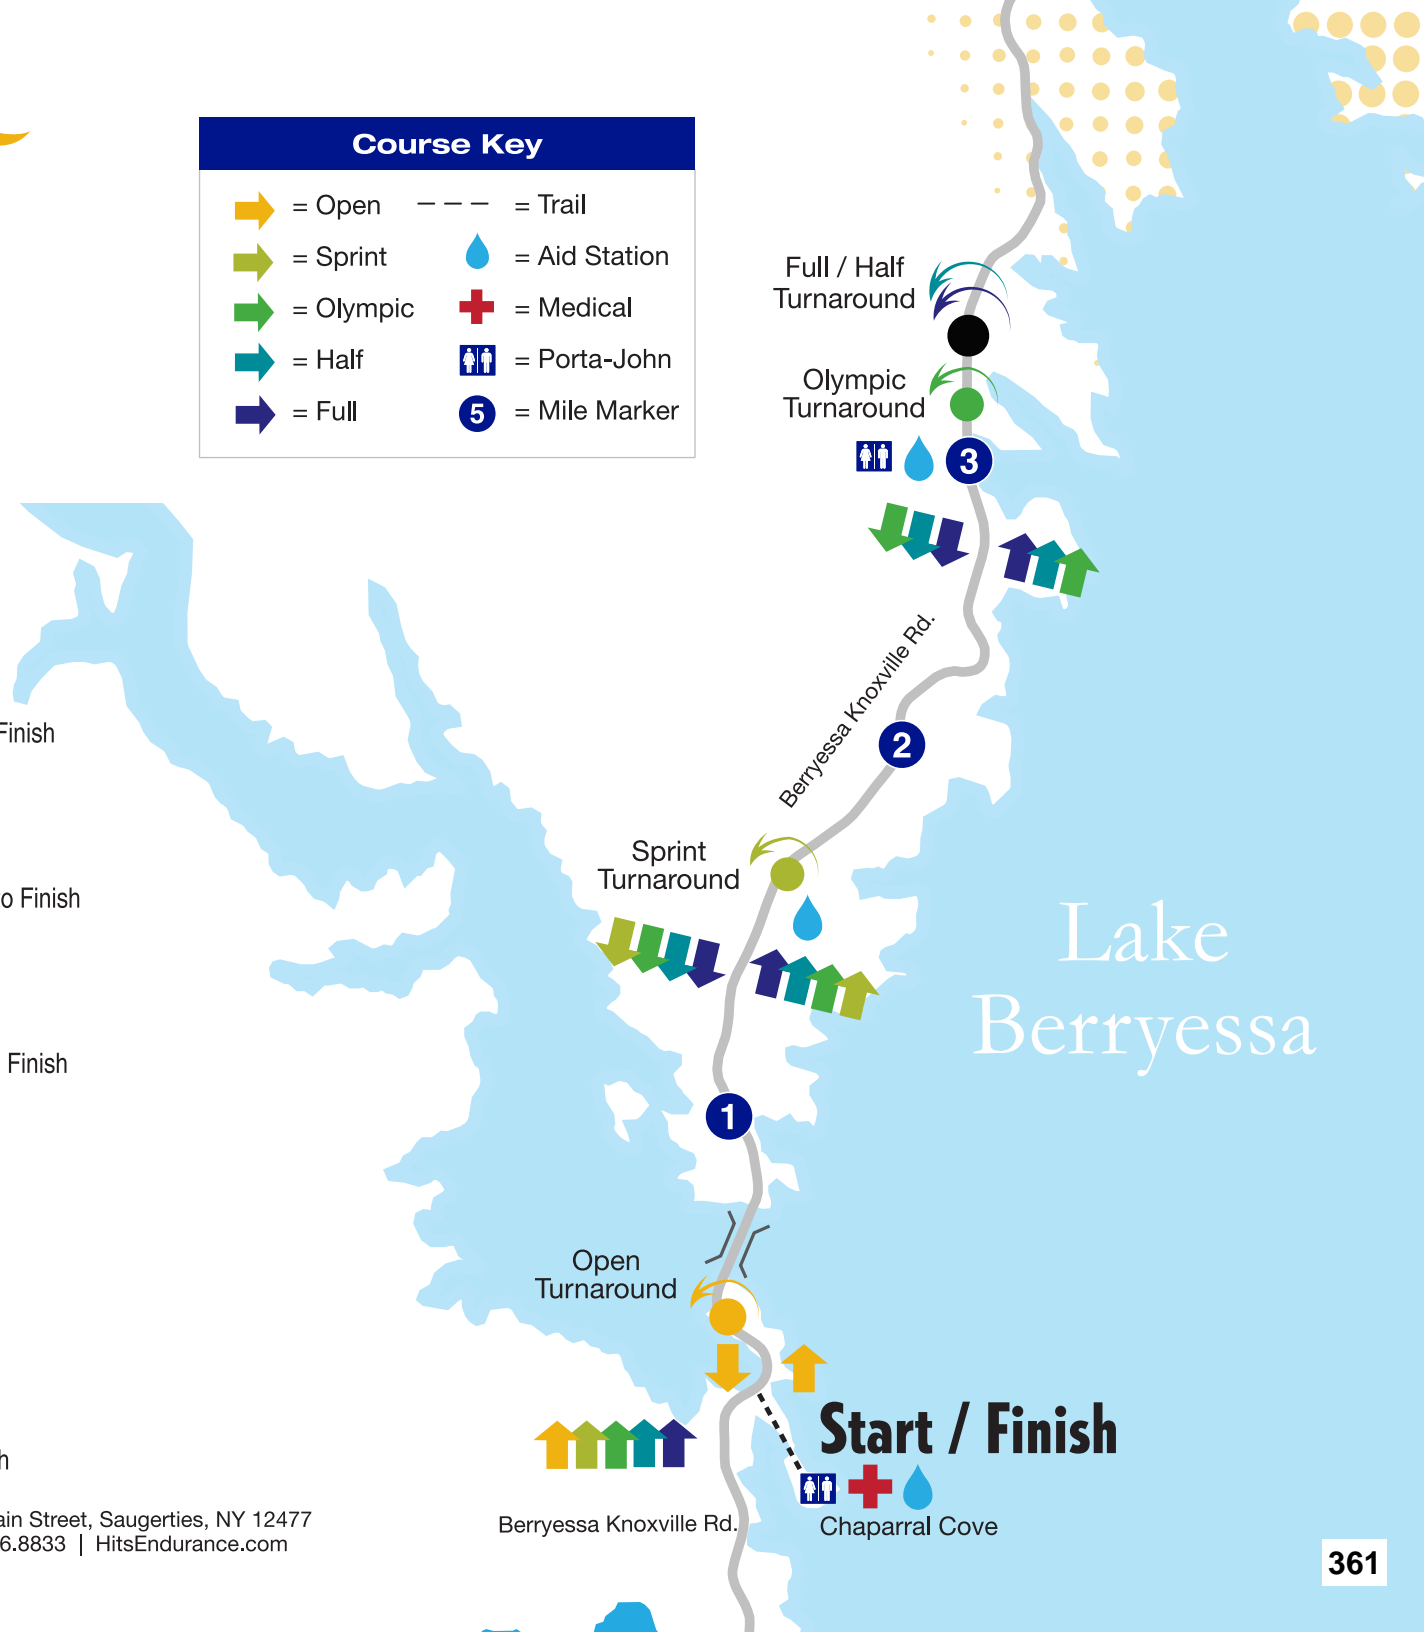 Course Key
= Open
= Trail
= Sprint
= Aid Station
= Olympic
= Medical
= Half
= Porta-John
= Full
5
= Mile Marker
Full / Half
Turnaround
Olympic
Turnaround
3
Berryessa Knoxville Rd.
Finish
2
Sprint
Turnaround
o Finish
Lake
Berryessa
Finish
1
Open
Turnaround
Start / Finish
h
ain Street, Saugerties, NY 12477
6.8833 | HitsEndurance.com
Berryessa Knoxville Rd.
Chaparral Cove
361